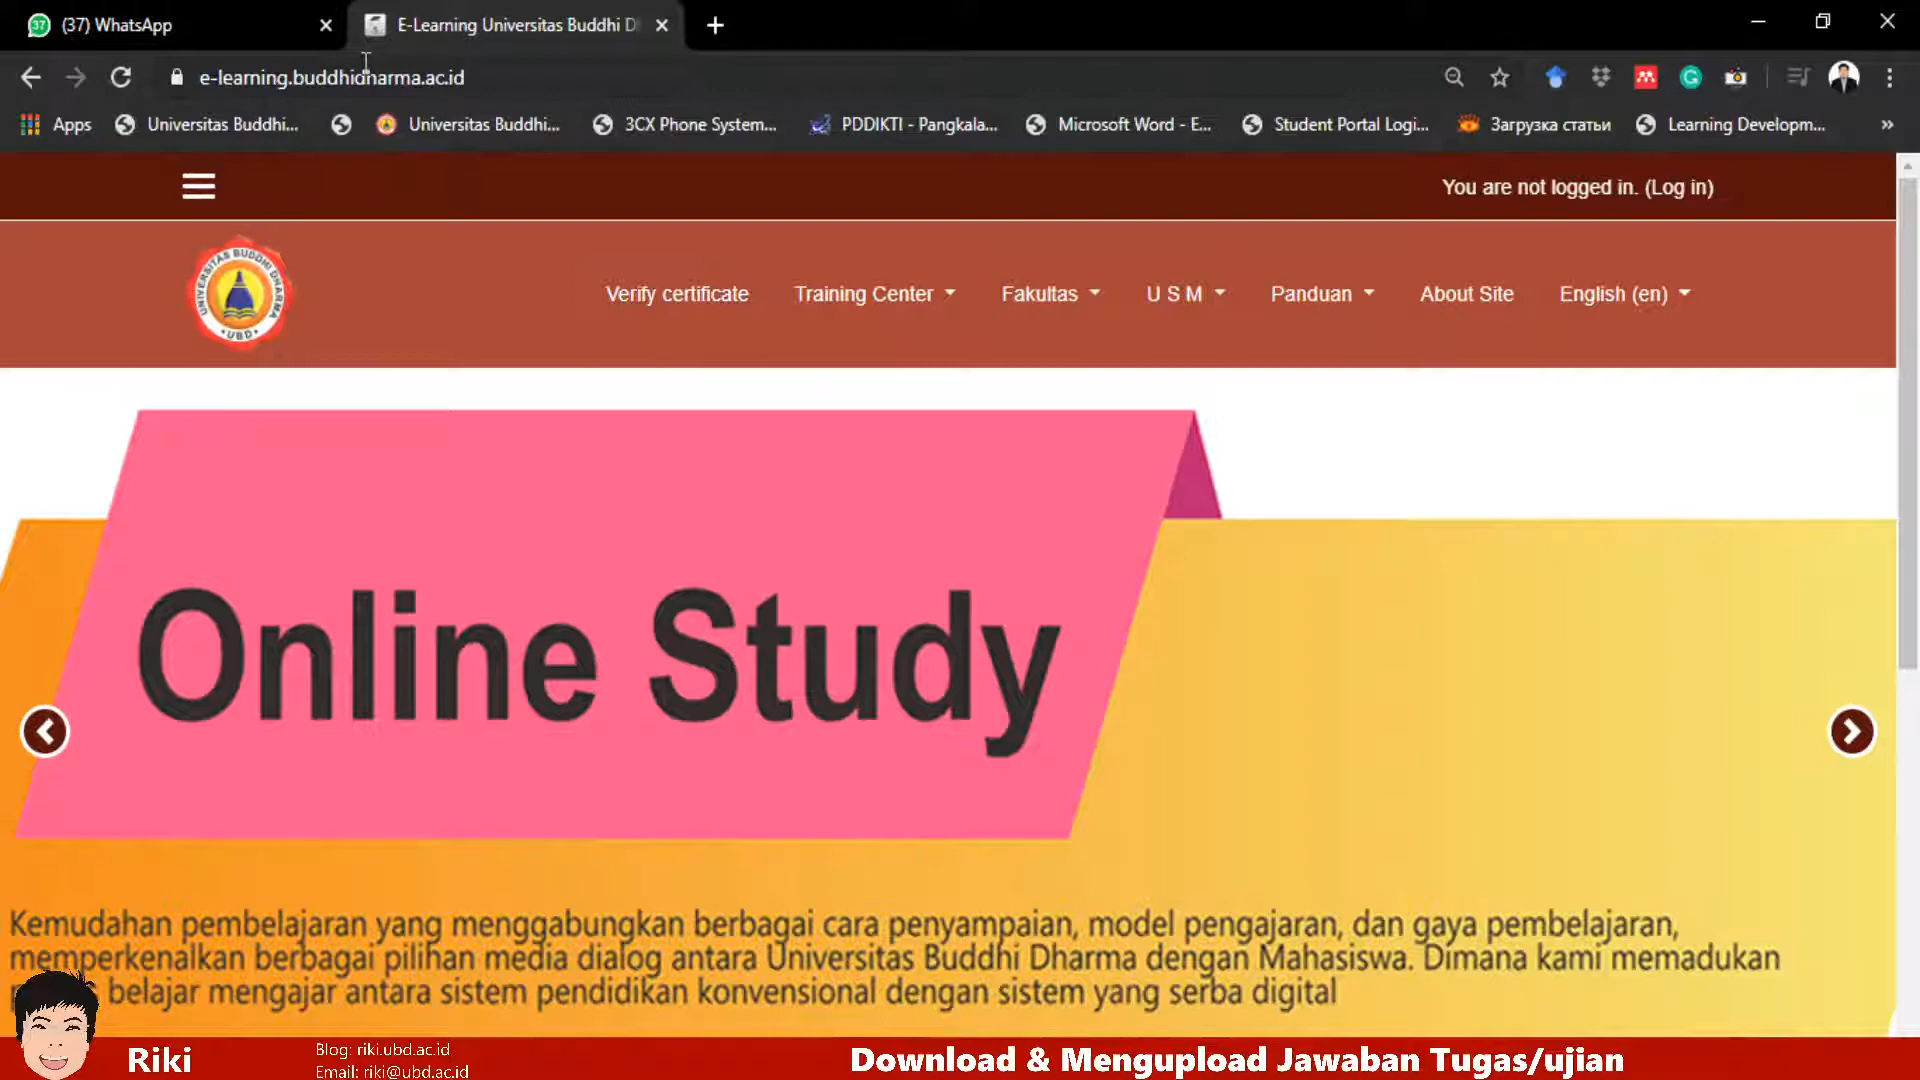 37 (37) WhatsApp
E-Learning Universitas Buddhi D
e-learning.buddhidharma.ac.id
Apps
Universitas Buddhi...
Universitas Buddhi...
3CX Phone System...
PDDIKTI - Pangkala...
Microsoft Word - E...
Student Portal Logi...
Загрузка статьи
Learning Developm...
You are not logged in. (Log in)
UNIVERSITAS BUDDHI DHARMA
UBD
Verify certificate
Training Center
Fakultas
U S M
Panduan
About Site
English (en)
Online Study
Kemudahan pembelajaran yang menggabungkan berbagai cara penyampaian, model pengajaran, dan gaya pembelajaran,
memperkenalkan berbagai pilihan media dialog antara Universitas Buddhi Dharma dengan Mahasiswa. Dimana kami memadukan
belajar mengajar antara sistem pendidikan konvensional dengan sistem yang serba digital
Riki
Blog: riki.ubd.ac.id
Email: riki@ubd.ac.id
Download & Mengupload Jawaban Tugas/ujian